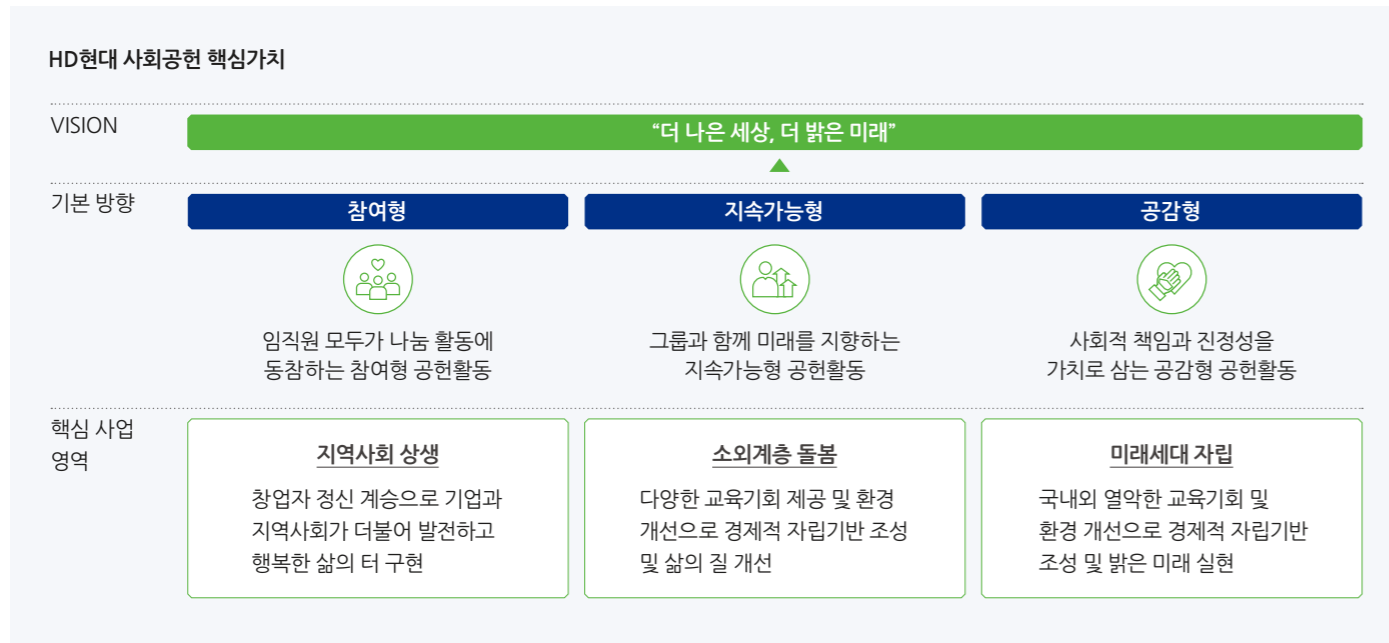 HD현대 사회공헌 핵심가치
VISION
“더 나은 세상, 더 밝은 미래”
기본 방향
참여형
지속가능형
공감형
임직원 모두가 나눔 활동에
동참하는 참여형 공헌활동
그룹과 함께 미래를 지향하는
지속가능형 공헌활동
사회적 책임과 진정성을
가치로 삼는 공감형 공헌활동
핵심 사업
영역
지역사회 상생
창업자 정신 계승으로 기업과
지역사회가 더불어 발전하고
행복한 삶의 터 구현
소외계층 돌봄
다양한 교육기회 제공 및 환경
개선으로 경제적 자립기반 조성
및 삶의 질 개선
미래세대 자립
국내외 열악한 교육기회 및
환경 개선으로 경제적 자립기반
조성 및 밝은 미래 실현